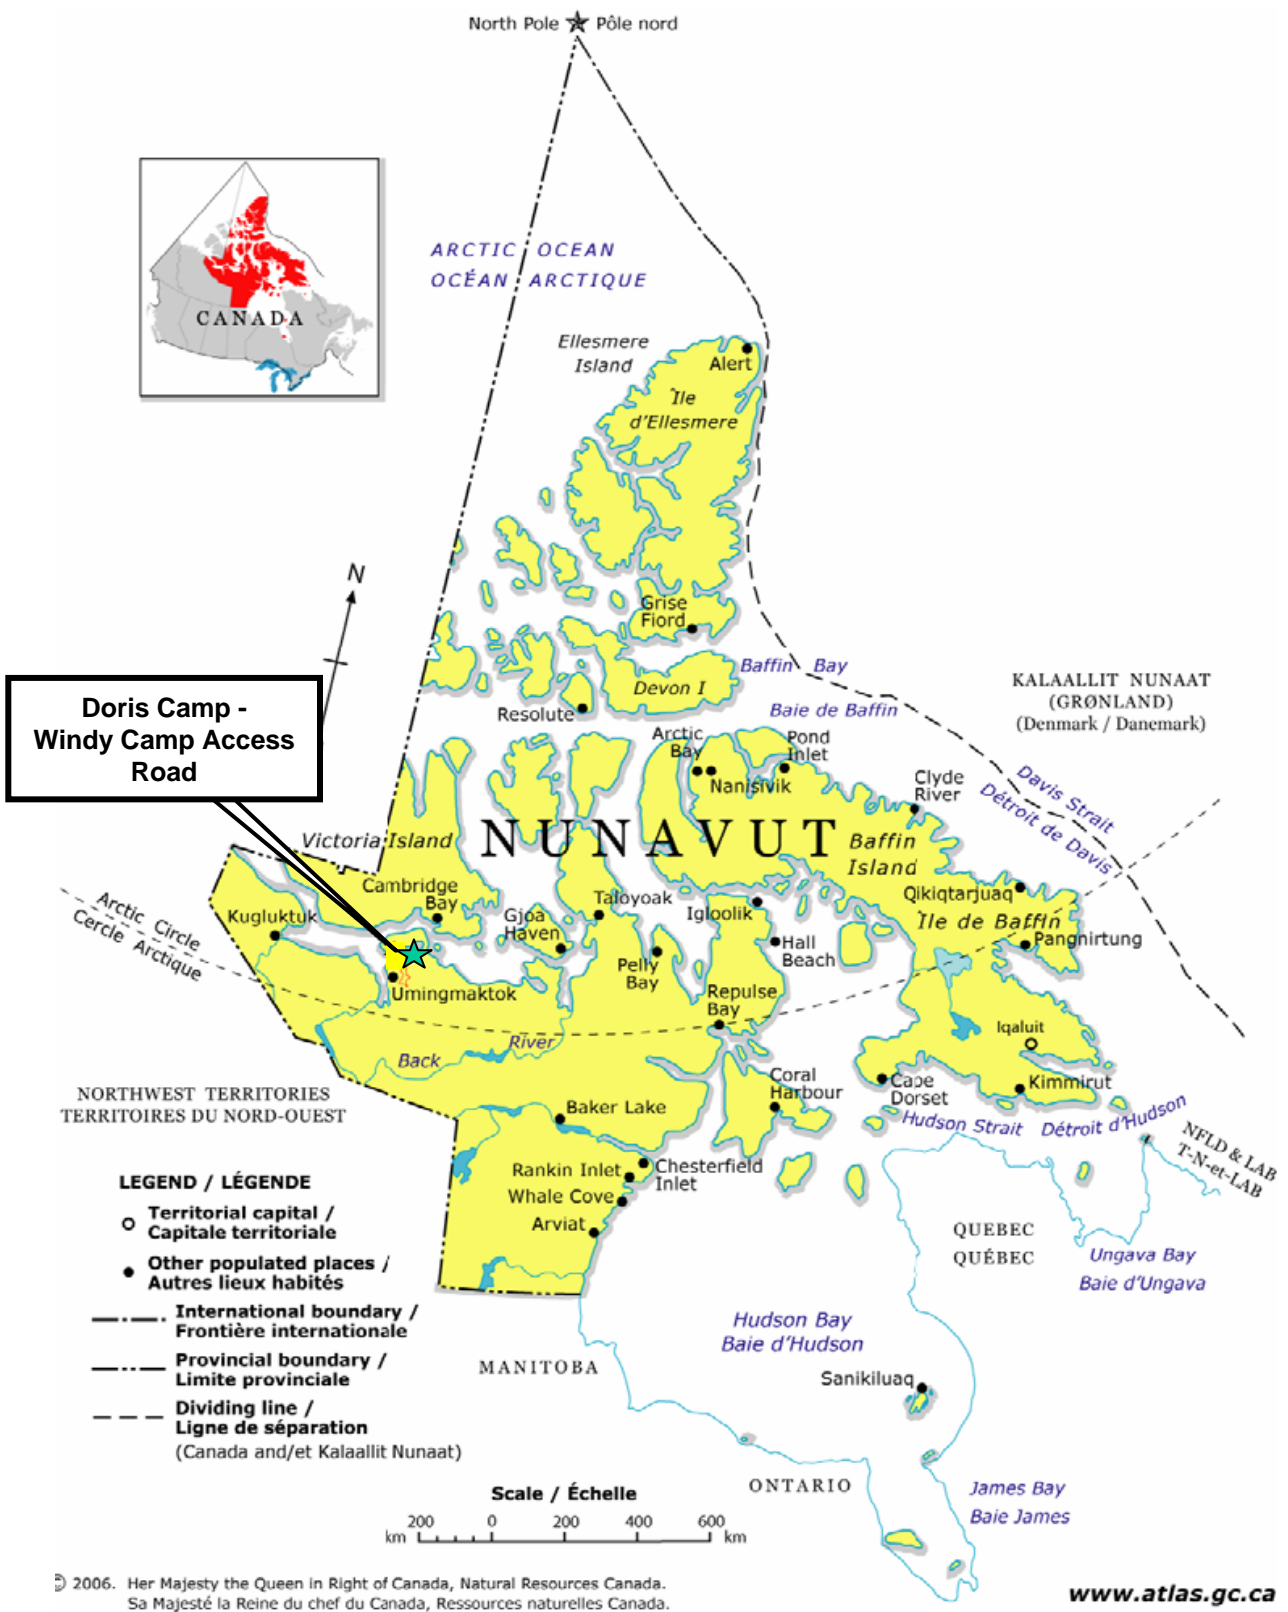 North Pole Pôle nord
ARCTIC OCEAN
OCÉAN ARCTIQUE
CANADA
Ellesmere
Island
Alert
Île
d'Ellesmere
N
Grise
Fiord
Baffin Bay
Devon I
Baie de Baffin
Resolute
KALAALLIT NUNAAT
(GRØNLAND)
(Denmark / Danemark)
Doris Camp -
Windy Camp Access
Road
Arctic
Bay
Pond
Inlet
Nanisivik
Clyde
River
Davis Strait
Détroit de Davis
Victoria Island
NUNAVUT
Baffin
Island
Cambridge
Bay
Taloyoak
Igloolik
Qikiqtarjuaq
Île de Baffin
Kugluktuk
Gjoa
Haven
Arctic Circle
Cercle Arctique
Hall
Beach
Pangnirtung
Pelly
Bay
Umingmaktok
Repulse
Bay
Iqaluit
Back
River
Coral
Harbour
Cape
Dorset
Kimmirut
NORTHWEST TERRITORIES
TERRITOIRES DU NORD-OUEST
Baker Lake
Hudson Strait Détroit d'Hudson
NFLD & LAB
T-N-et-LAB
Rankin Inlet
Chesterfield
Inlet
Whale Cove
Arviat
QUEBEC
QUÉBEC
Ungava Bay
Baie d'Ungava
LEGEND / LÉGENDE
Territorial capital /
Capitale territoriale
Other populated places /
Autres lieux habités
International boundary /
Frontière internationale
Provincial boundary /
Limite provinciale
Dividing line /
Ligne de séparation
(Canada and/et Kalaallit Nunaat)
Hudson Bay
Baie d'Hudson
MANITOBA
Sanikiluaq
ONTARIO
James Bay
Baie James
Scale / Échelle
km 200 0 200 400 600 km
© 2006. Her Majesty the Queen in Right of Canada, Natural Resources Canada.
Sa Majesté la Reine du chef du Canada, Ressources naturelles Canada.
www.atlas.gc.ca